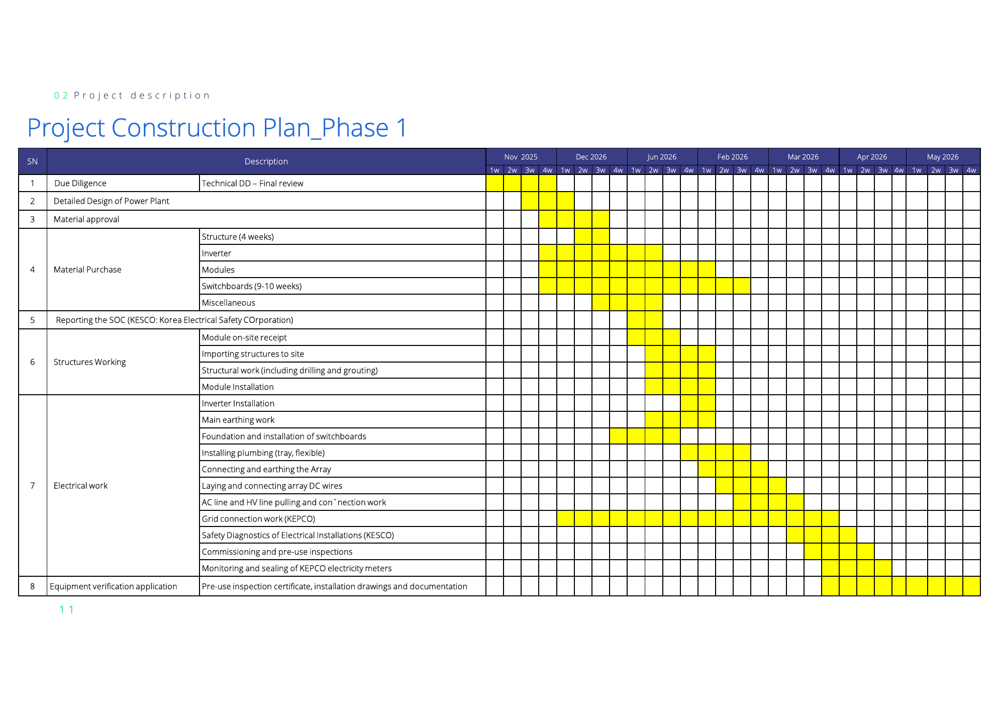 02 Project description
Project Construction Plan_Phase 1
SN Description Nov 2025 Dec 2026 Jun 2026 Feb 2026 Mar 2026 Apr 2026 May 2026
1w 2w 3w 4w 1w 2w 3w 4w 1w 2w 3w 4w 1w 2w 3w 4w 1w 2w 3w 4w 1w 2w 3w 4w 1w 2w 3w 4w
1 Due Diligence Technical DD – Final review
2 Detailed Design of Power Plant
3 Material approval
4 Material Purchase
Structure (4 weeks)
Inverter
Modules
Switchboards (9-10 weeks)
Miscellaneous
5 Reporting the SOC (KESCO: Korea Electrical Safety COrporation)
6 Structures Working
Module on-site receipt
Importing structures to site
Structural work (including drilling and grouting)
Module Installation
7 Electrical work
Inverter Installation
Main earthing work
Foundation and installation of switchboards
Installing plumbing (tray, flexible)
Connecting and earthing the Array
Laying and connecting array DC wires
AC line and HV line pulling and con`nection work
Grid connection work (KEPCO)
Safety Diagnostics of Electrical Installations (KESCO)
Commissioning and pre-use inspections
Monitoring and sealing of KEPCO electricity meters
8 Equipment verification application Pre-use inspection certificate, installation drawings and documentation
11